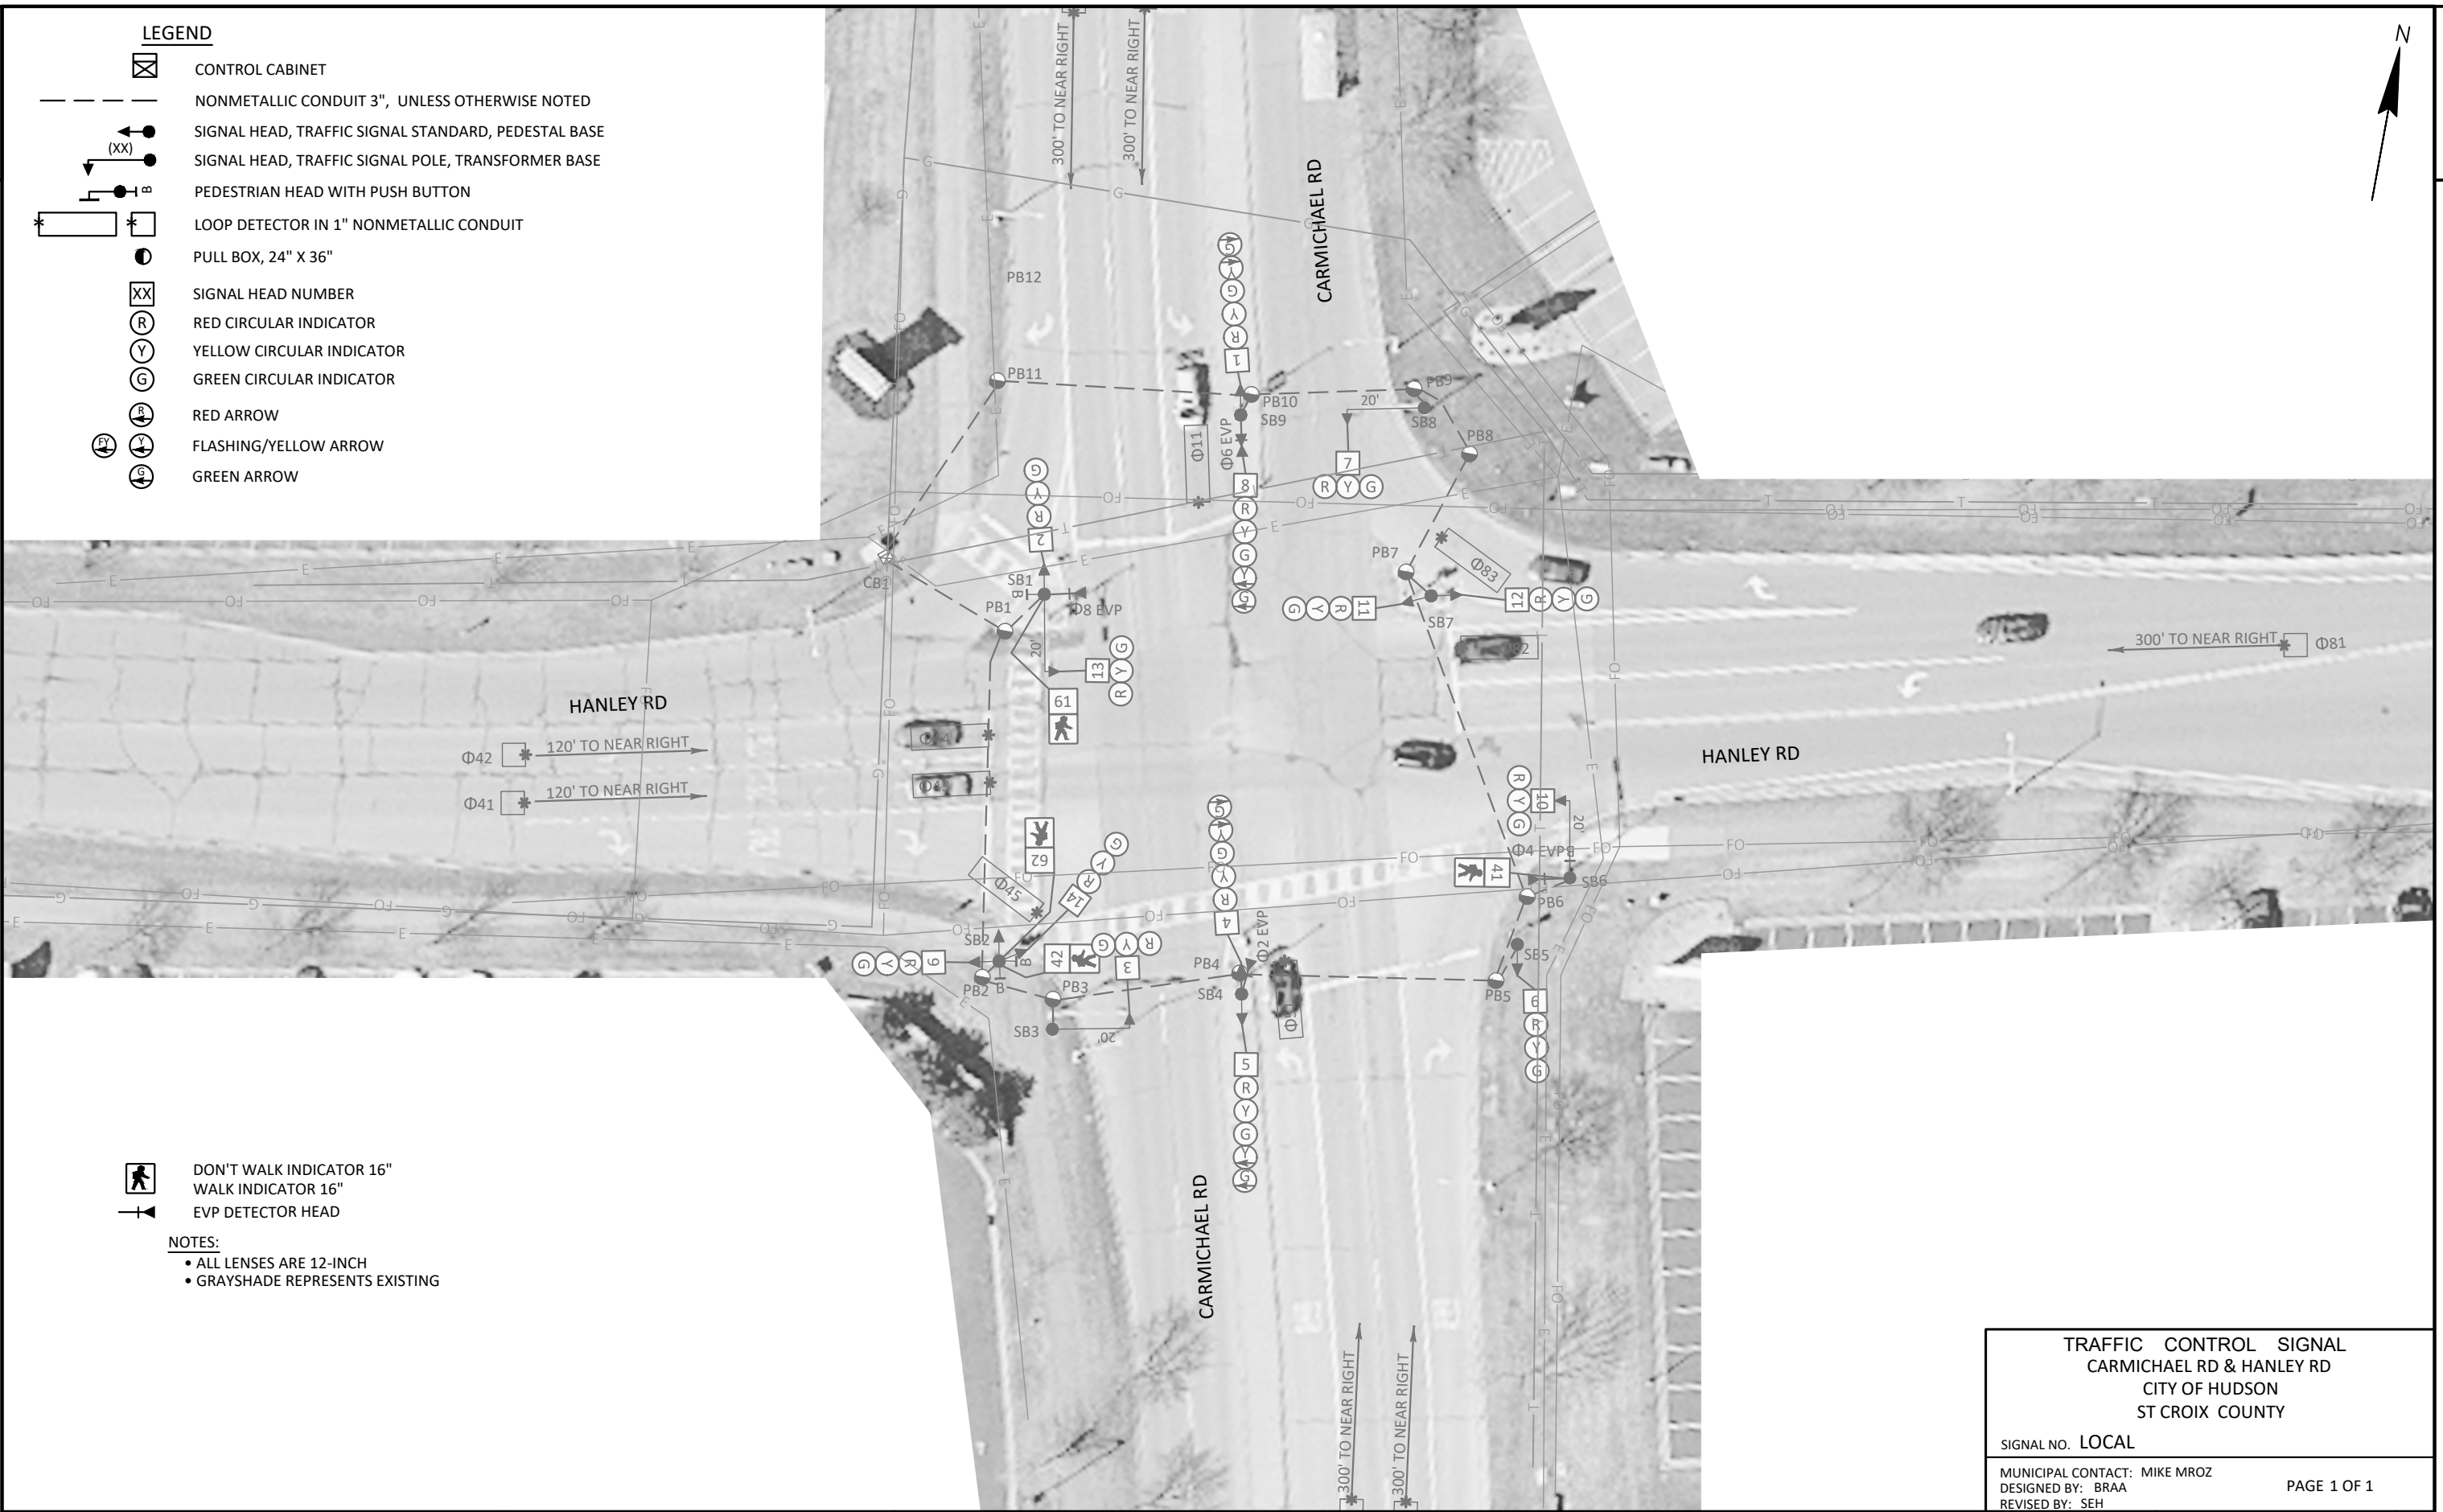 LEGEND
CONTROL CABINET
NONMETALLIC CONDUIT 3", UNLESS OTHERWISE NOTED
SIGNAL HEAD, TRAFFIC SIGNAL STANDARD, PEDESTAL BASE
(XX)
SIGNAL HEAD, TRAFFIC SIGNAL POLE, TRANSFORMER BASE
B
PEDESTRIAN HEAD WITH PUSH BUTTON
LOOP DETECTOR IN 1" NONMETALLIC CONDUIT
PULL BOX, 24" X 36"
XX SIGNAL HEAD NUMBER
R RED CIRCULAR INDICATOR
Y YELLOW CIRCULAR INDICATOR
G GREEN CIRCULAR INDICATOR
R RED ARROW
FY Y FLASHING/YELLOW ARROW
G GREEN ARROW
N
300' TO NEAR RIGHT
300' TO NEAR RIGHT
CARMICHAEL RD
PB12
G Y G Y R 1
PB11
PB10
SB9
PB9
20'
SB8
PB8
Φ11
Φ6 EVP
7
R Y G
8 R Y G Y G
G Y R 2
CB1
SB1
B
PB1
Φ8 EVP
20'
13
G Y R
61
PB7
Φ83
G Y R 11
12 R Y G
SB7
300' TO NEAR RIGHT
Φ81
HANLEY RD
HANLEY RD
Φ42
120' TO NEAR RIGHT
Φ41
120' TO NEAR RIGHT
R Y G
10
20'
Φ4 EVP
B
41
SB6
PB6
62
Φ45
14 R Y G
G Y R 9
SB2
B
42
G Y R
3
PB2
B
PB3
SB3
20'
G Y G Y R 4
Φ2 EVP
PB4
SB4
SB5
PB5
5 R Y G Y G
6 R Y G
CARMICHAEL RD
300' TO NEAR RIGHT
300' TO NEAR RIGHT
DON'T WALK INDICATOR 16"
WALK INDICATOR 16"
EVP DETECTOR HEAD
NOTES:
• ALL LENSES ARE 12-INCH
• GRAYSHADE REPRESENTS EXISTING
TRAFFIC CONTROL SIGNAL
CARMICHAEL RD & HANLEY RD
CITY OF HUDSON
ST CROIX COUNTY
SIGNAL NO. LOCAL
MUNICIPAL CONTACT: MIKE MROZ
DESIGNED BY: BRAA
REVISED BY: SEH
PAGE 1 OF 1